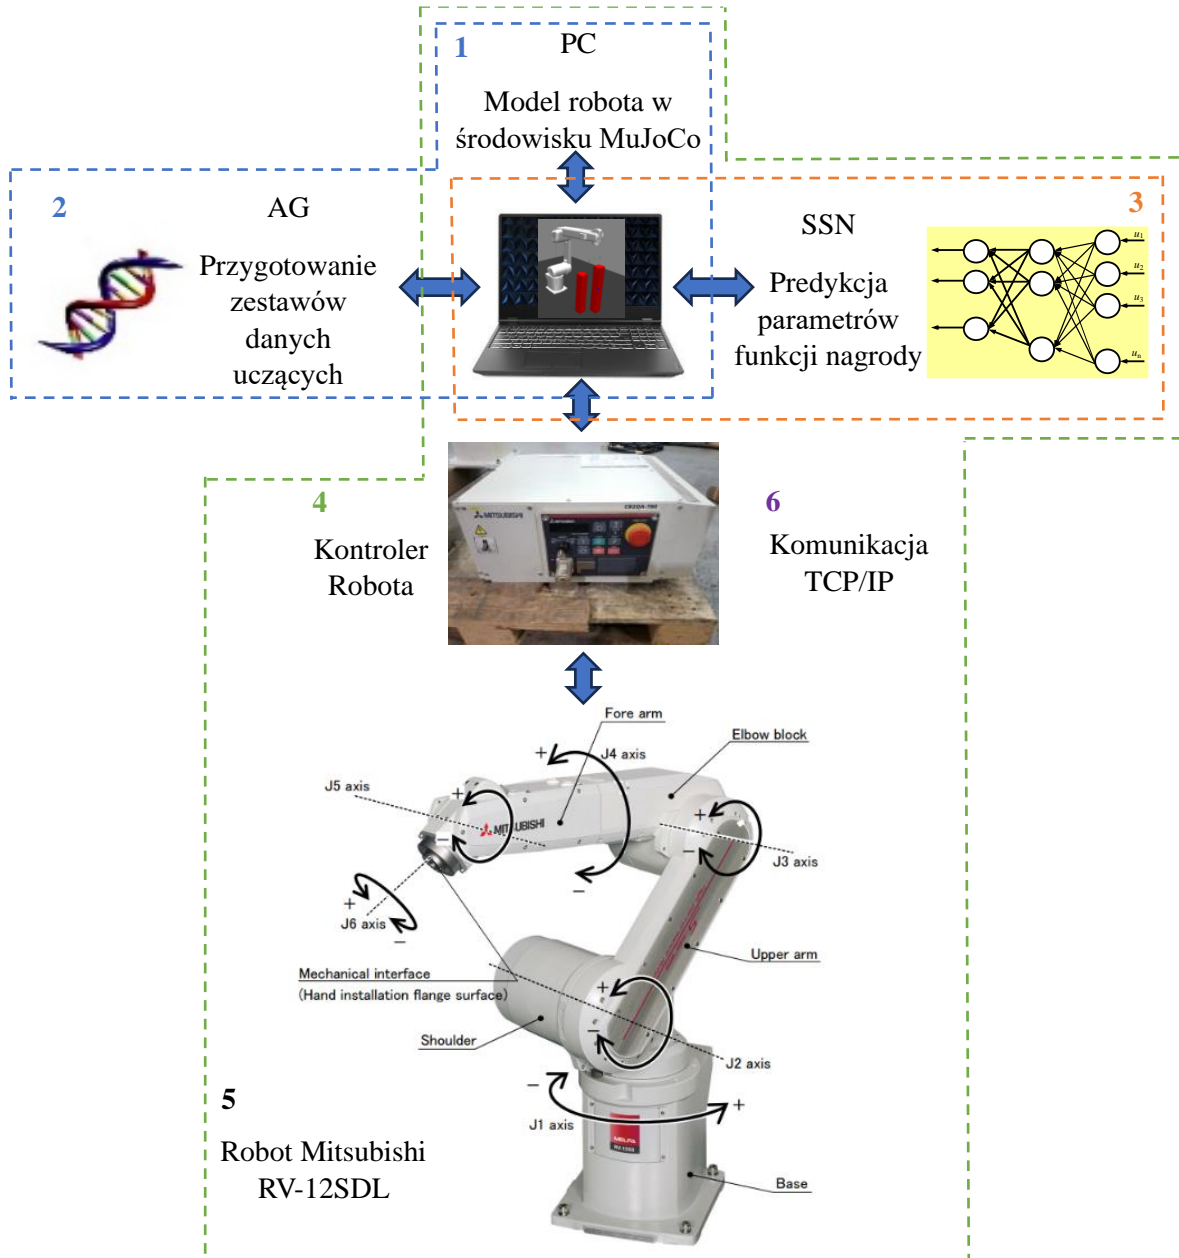 1
PC
Model robota w
środowisku MuJoCo
2
AG
Przygotowanie
zestawów
danych
uczących
SSN
3
Predykcja
parametrów
funkcji nagrody
u₁
u₂
u₃
uₙ
4
Kontroler
Robota
MITSUBISHI
6
Komunikacja
TCP/IP
Fore arm
Elbow block
+
J4 axis
J5 axis
+
MITSUBISHI
−
+
−
J3 axis
−
+
J6 axis
−
Upper arm
Mechanical interface
(Hand installation flange surface)
+
−
Shoulder
J2 axis
−
+
J1 axis
MELFA
Base
5
Robot Mitsubishi
RV-12SDL